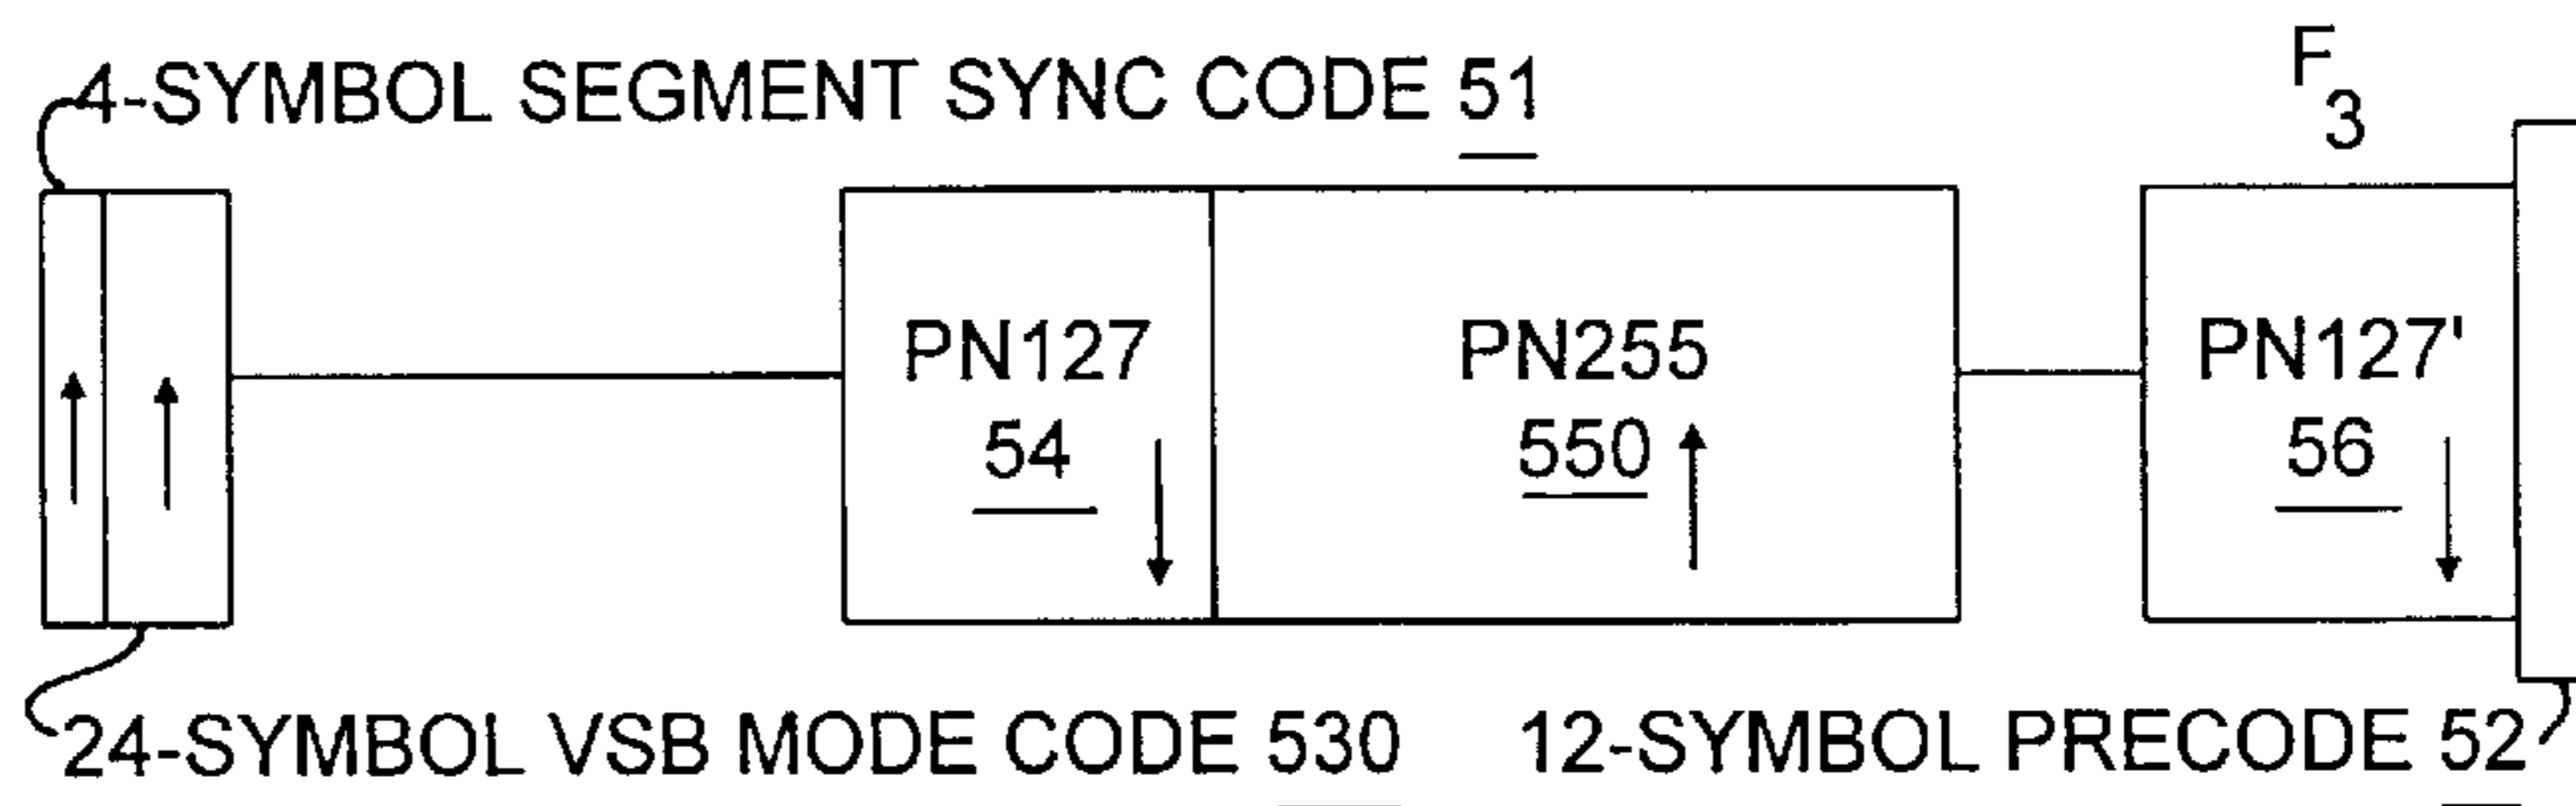 4-SYMBOL SEGMENT SYNC CODE 51
F3
PN127
54
PN255
550
PN127'
56
24-SYMBOL VSB MODE CODE 530
12-SYMBOL PRECODE 52